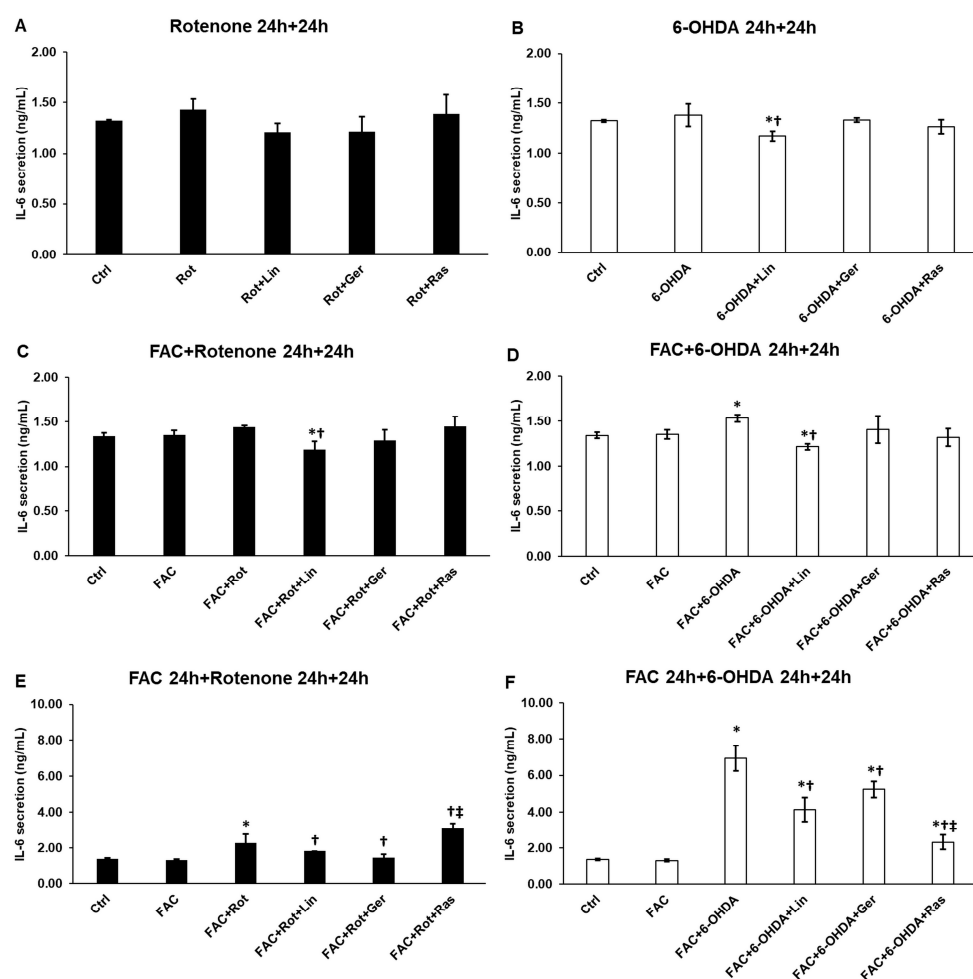 A
Rotenone 24h+24h
IL-6 secretion (ng/mL)
2.00
1.50
1.00
0.50
0.00
Ctrl
Rot
Rot+Lin
Rot+Ger
Rot+Ras
B
6-OHDA 24h+24h
IL-6 secretion (ng/mL)
2.00
1.50
1.00
0.50
0.00
*†
Ctrl
6-OHDA
6-OHDA+Lin
6-OHDA+Ger
6-OHDA+Ras
C
FAC+Rotenone 24h+24h
IL-6 secretion (ng/mL)
2.00
1.50
1.00
0.50
0.00
*†
Ctrl
FAC
FAC+Rot
FAC+Rot+Lin
FAC+Rot+Ger
FAC+Rot+Ras
D
FAC+6-OHDA 24h+24h
IL-6 secretion (ng/mL)
2.00
1.50
1.00
0.50
0.00
*
*†
Ctrl
FAC
FAC+6-OHDA
FAC+6-OHDA+Lin
FAC+6-OHDA+Ger
FAC+6-OHDA+Ras
E
FAC 24h+Rotenone 24h+24h
IL-6 secretion (ng/mL)
10.00
8.00
6.00
4.00
2.00
0.00
*
†
†
†‡
Ctrl
FAC
FAC+Rot
FAC+Rot+Lin
FAC+Rot+Ger
FAC+Rot+Ras
F
FAC 24h+6-OHDA 24h+24h
IL-6 secretion (ng/mL)
10.00
8.00
6.00
4.00
2.00
0.00
*
*†
*†
*†‡
Ctrl
FAC
FAC+6-OHDA
FAC+6-OHDA+Lin
FAC+6-OHDA+Ger
FAC+6-OHDA+Ras